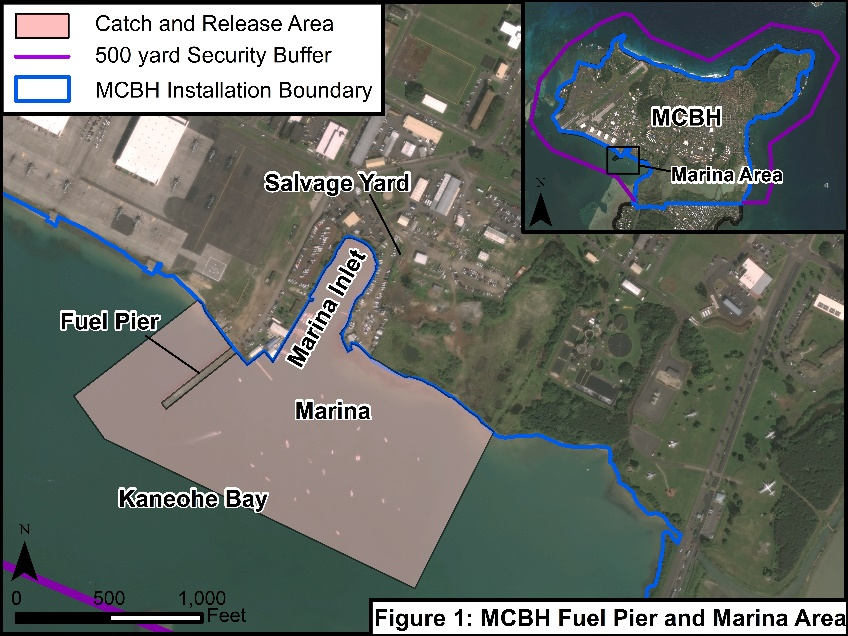 Catch and Release Area
500 yard Security Buffer
MCBH Installation Boundary
MCBH
Marina Area
N
Salvage Yard
Marina Inlet
Fuel Pier
Marina
Kaneohe Bay
N
0 500 1,000
Feet
Figure 1: MCBH Fuel Pier and Marina Area